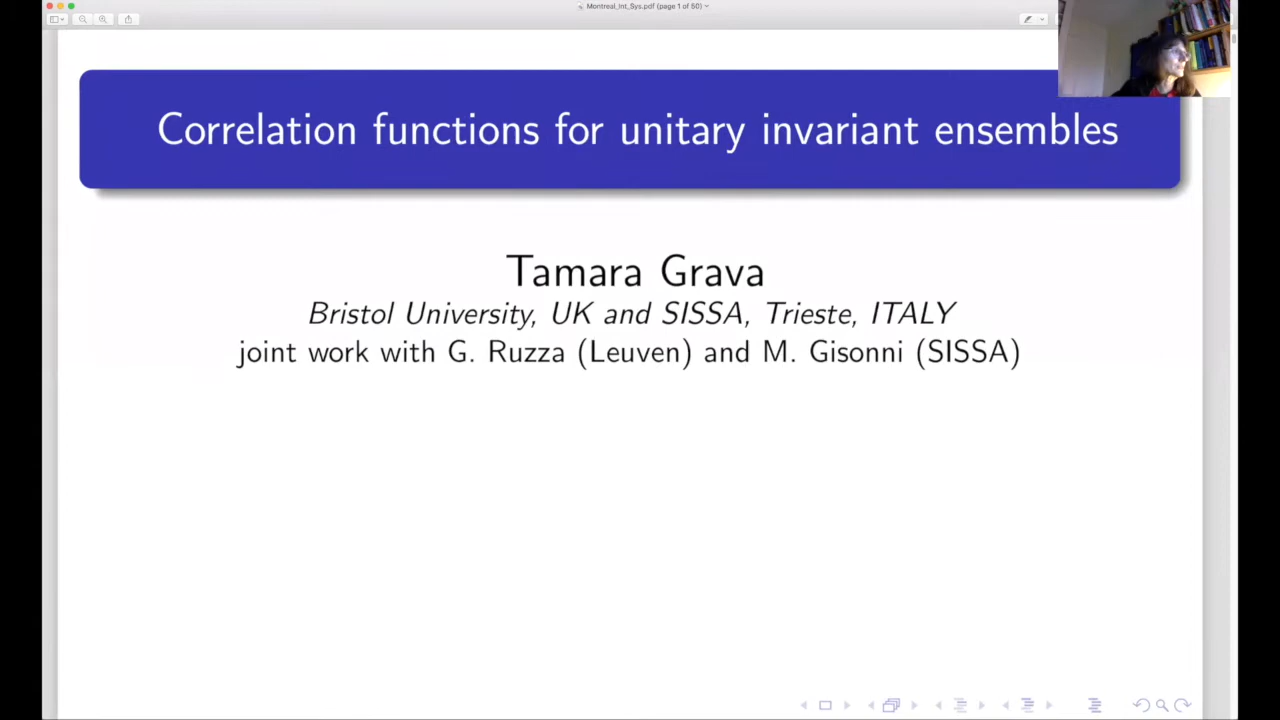 Montreal_Int_Sys.pdf (page 1 of 50)
Correlation functions for unitary invariant ensembles
Tamara Grava
Bristol University, UK and SISSA, Trieste, ITALY
joint work with G. Ruzza (Leuven) and M. Gisonni (SISSA)